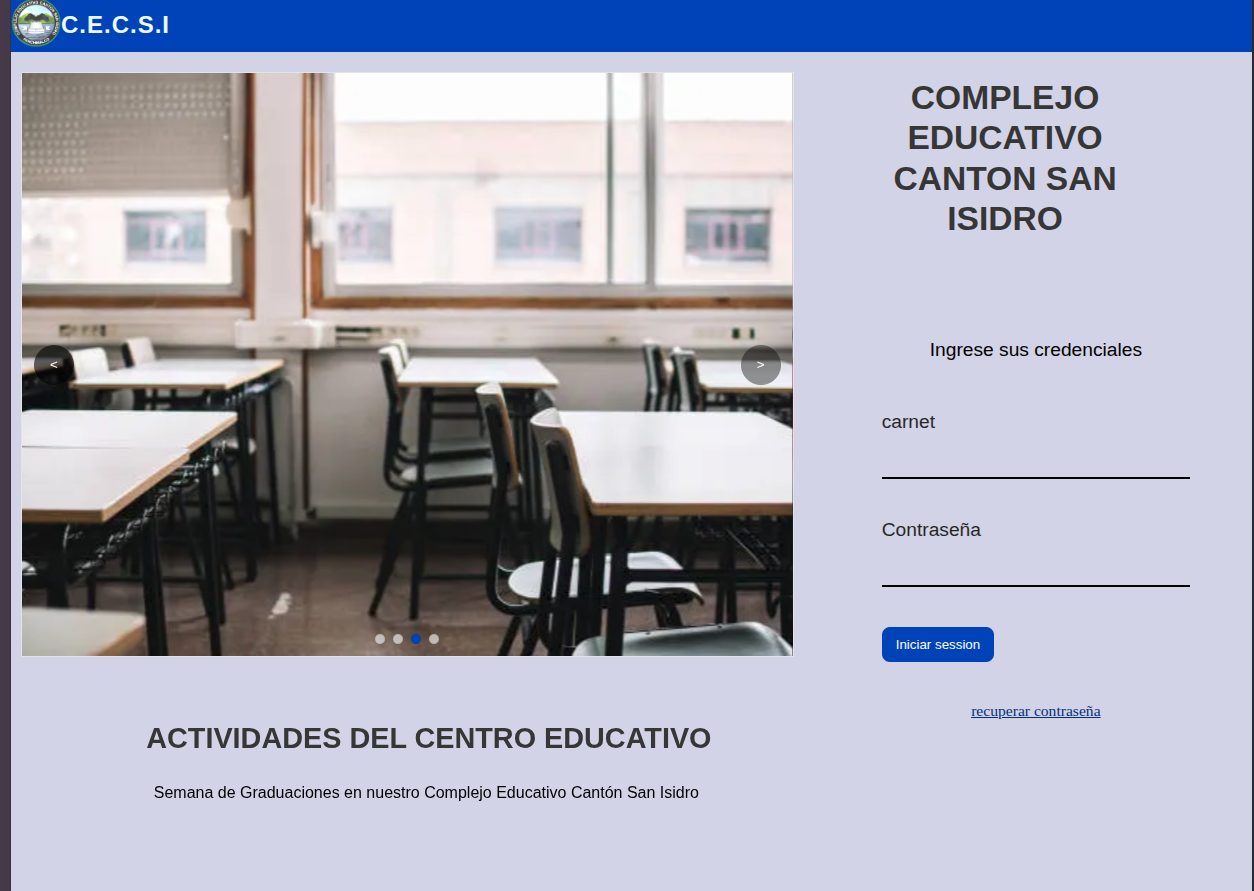 C.E.C.S.I
COMPLEJO
EDUCATIVO
CANTON SAN
ISIDRO
<
>
Ingrese sus credenciales
carnet
Contraseña
Iniciar session
recuperar contraseña
ACTIVIDADES DEL CENTRO EDUCATIVO
Semana de Graduaciones en nuestro Complejo Educativo Cantón San Isidro